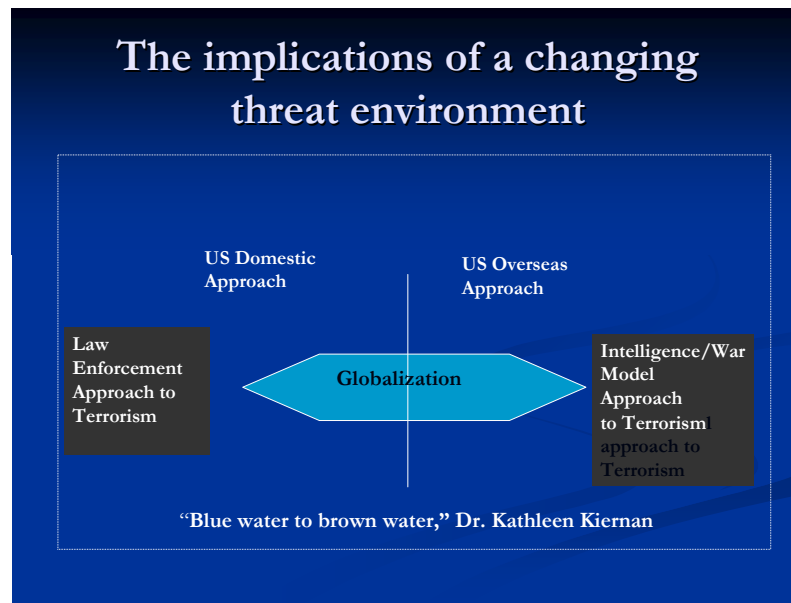 The implications of a changing
threat environment
US Domestic
Approach
US Overseas
Approach
Law
Enforcement
Approach to
Terrorism
Globalization
Intelligence/War
Model
Approach
to Terrorisml
approach to
Terrorism
“Blue water to brown water,” Dr. Kathleen Kiernan